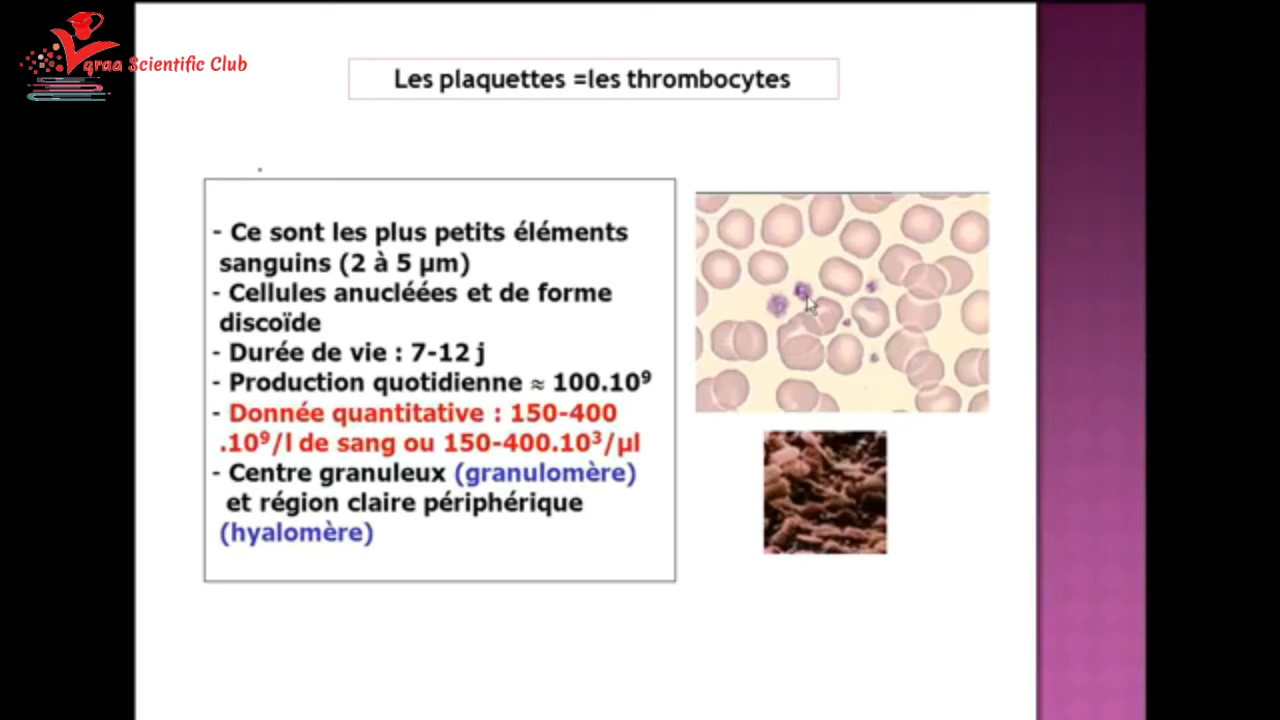 qraa Scientific Club
Les plaquettes =les thrombocytes
- Ce sont les plus petits éléments
sanguins (2 à 5 µm)
- Cellules anucléées et de forme
discoïde
- Durée de vie : 7-12 j
- Production quotidienne ≈ 100.10⁹
- Donnée quantitative : 150-400
.10⁹/l de sang ou 150-400.10³/µl
- Centre granuleux (granulomère)
et région claire périphérique
(hyalomère)